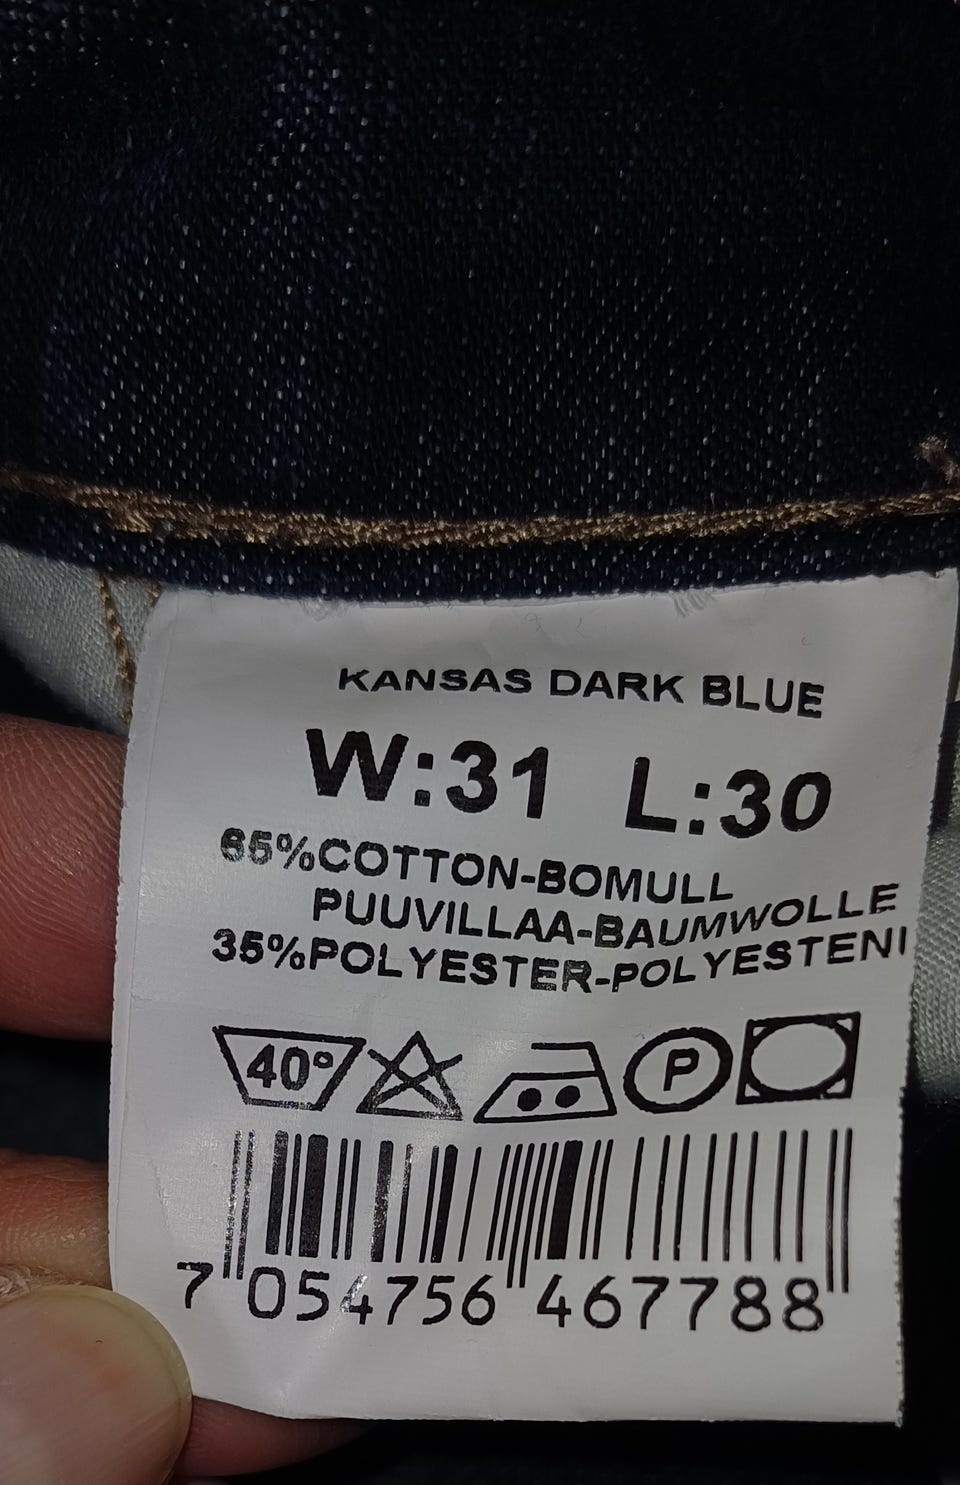 KANSAS DARK BLUE
W:31 L:30
65%COTTON-BOMULL
PUUVILLAA-BAUMWOLLE
35%POLYESTER-POLYESTENI
40° P
7 054756 467788